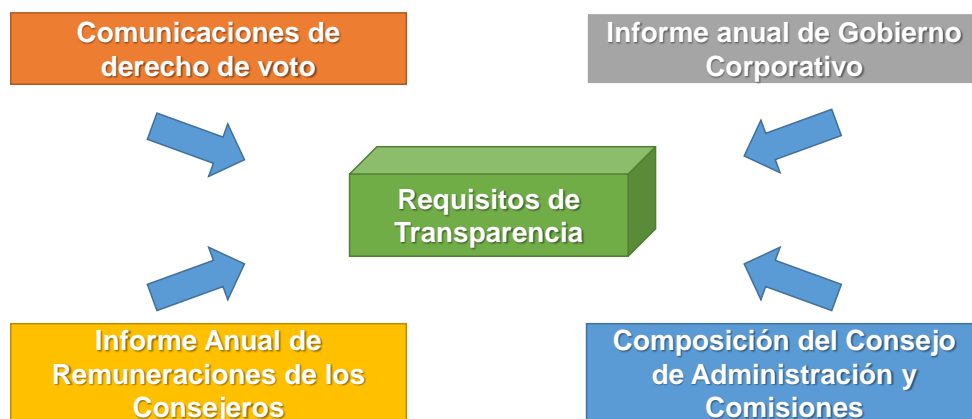 Comunicaciones de
derecho de voto
Informe anual de Gobierno
Corporativo
Requisitos de
Transparencia
Informe Anual de
Remuneraciones de los
Consejeros
Composición del Consejo
de Administración y
Comisiones